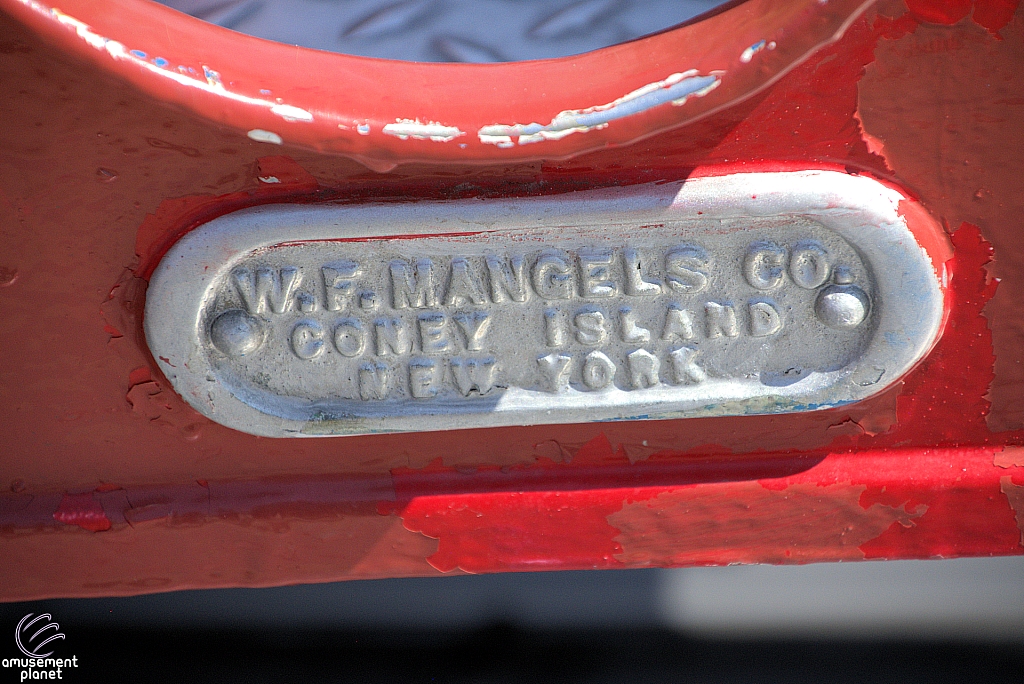 W.F. MANGELS CO.
CONEY ISLAND
NEW YORK
amusement
planet